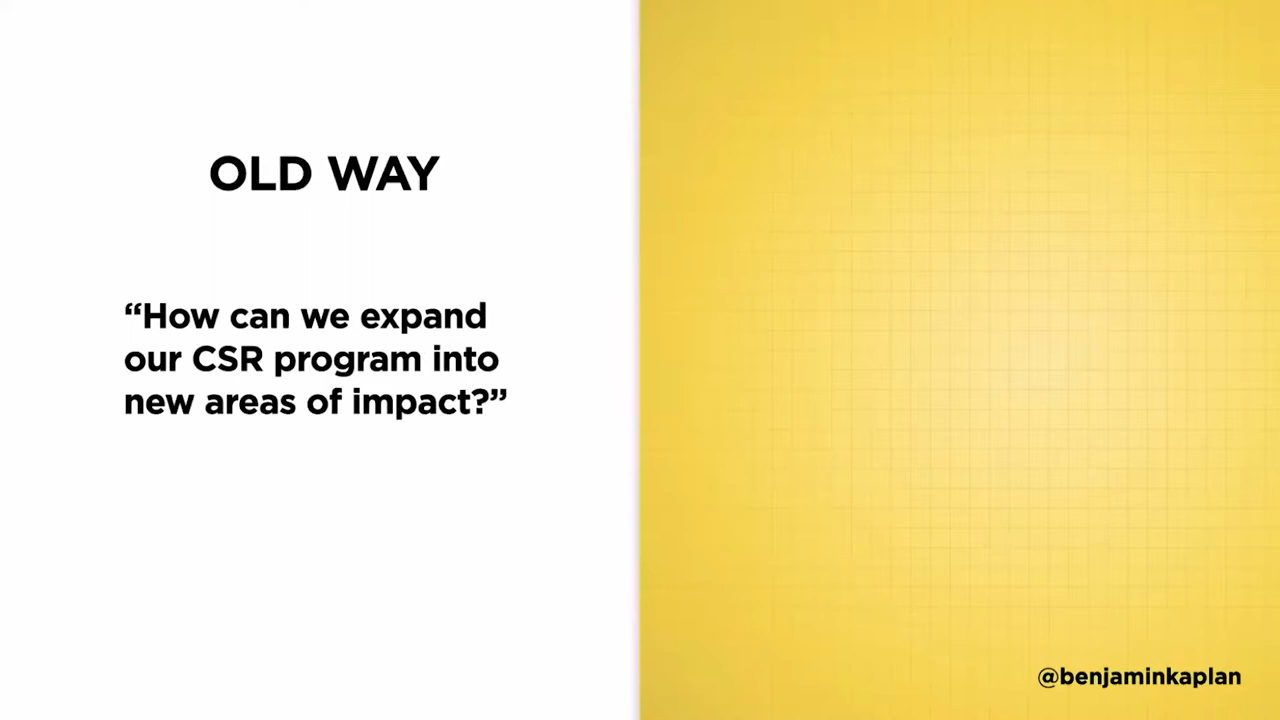 OLD WAY
“How can we expand
our CSR program into
new areas of impact?”
@benjaminkaplan